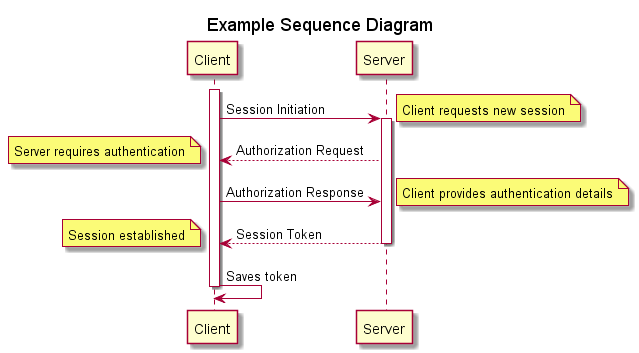 Example Sequence Diagram
Client
Server
Session Initiation
Client requests new session
Authorization Request
Server requires authentication
Authorization Response
Client provides authentication details
Session Token
Session established
Saves token
Client
Server